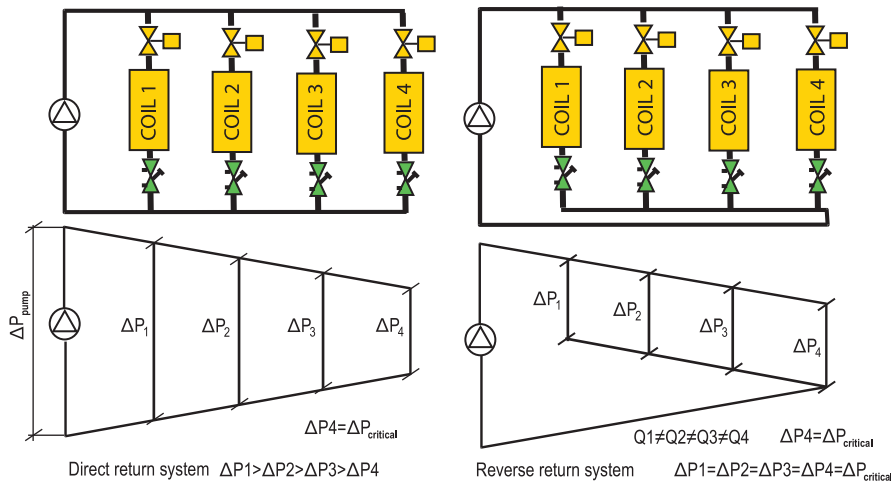 COIL 1
COIL 2
COIL 3
COIL 4
COIL 1
COIL 2
COIL 3
COIL 4
ΔPpump
ΔP1
ΔP2
ΔP3
ΔP4
ΔP4=ΔPcritical
Direct return system ΔP1>ΔP2>ΔP3>ΔP4
ΔP1
ΔP2
ΔP3
ΔP4
Q1≠Q2≠Q3≠Q4 ΔP4=ΔPcritical
Reverse return system ΔP1=ΔP2=ΔP3=ΔP4=ΔPcritical